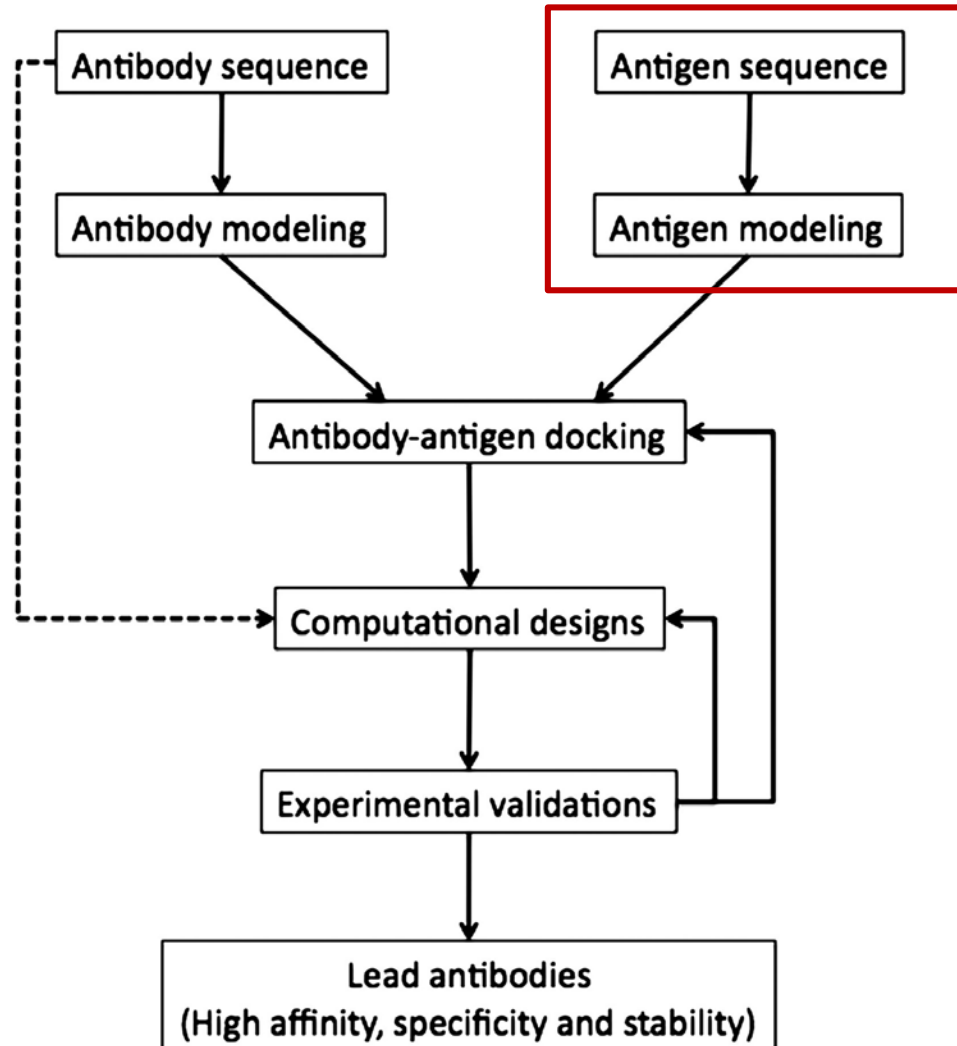 Antibody sequence
Antigen sequence
Antibody modeling
Antigen modeling
Antibody-antigen docking
Computational designs
Experimental validations
Lead antibodies
(High affinity, specificity and stability)